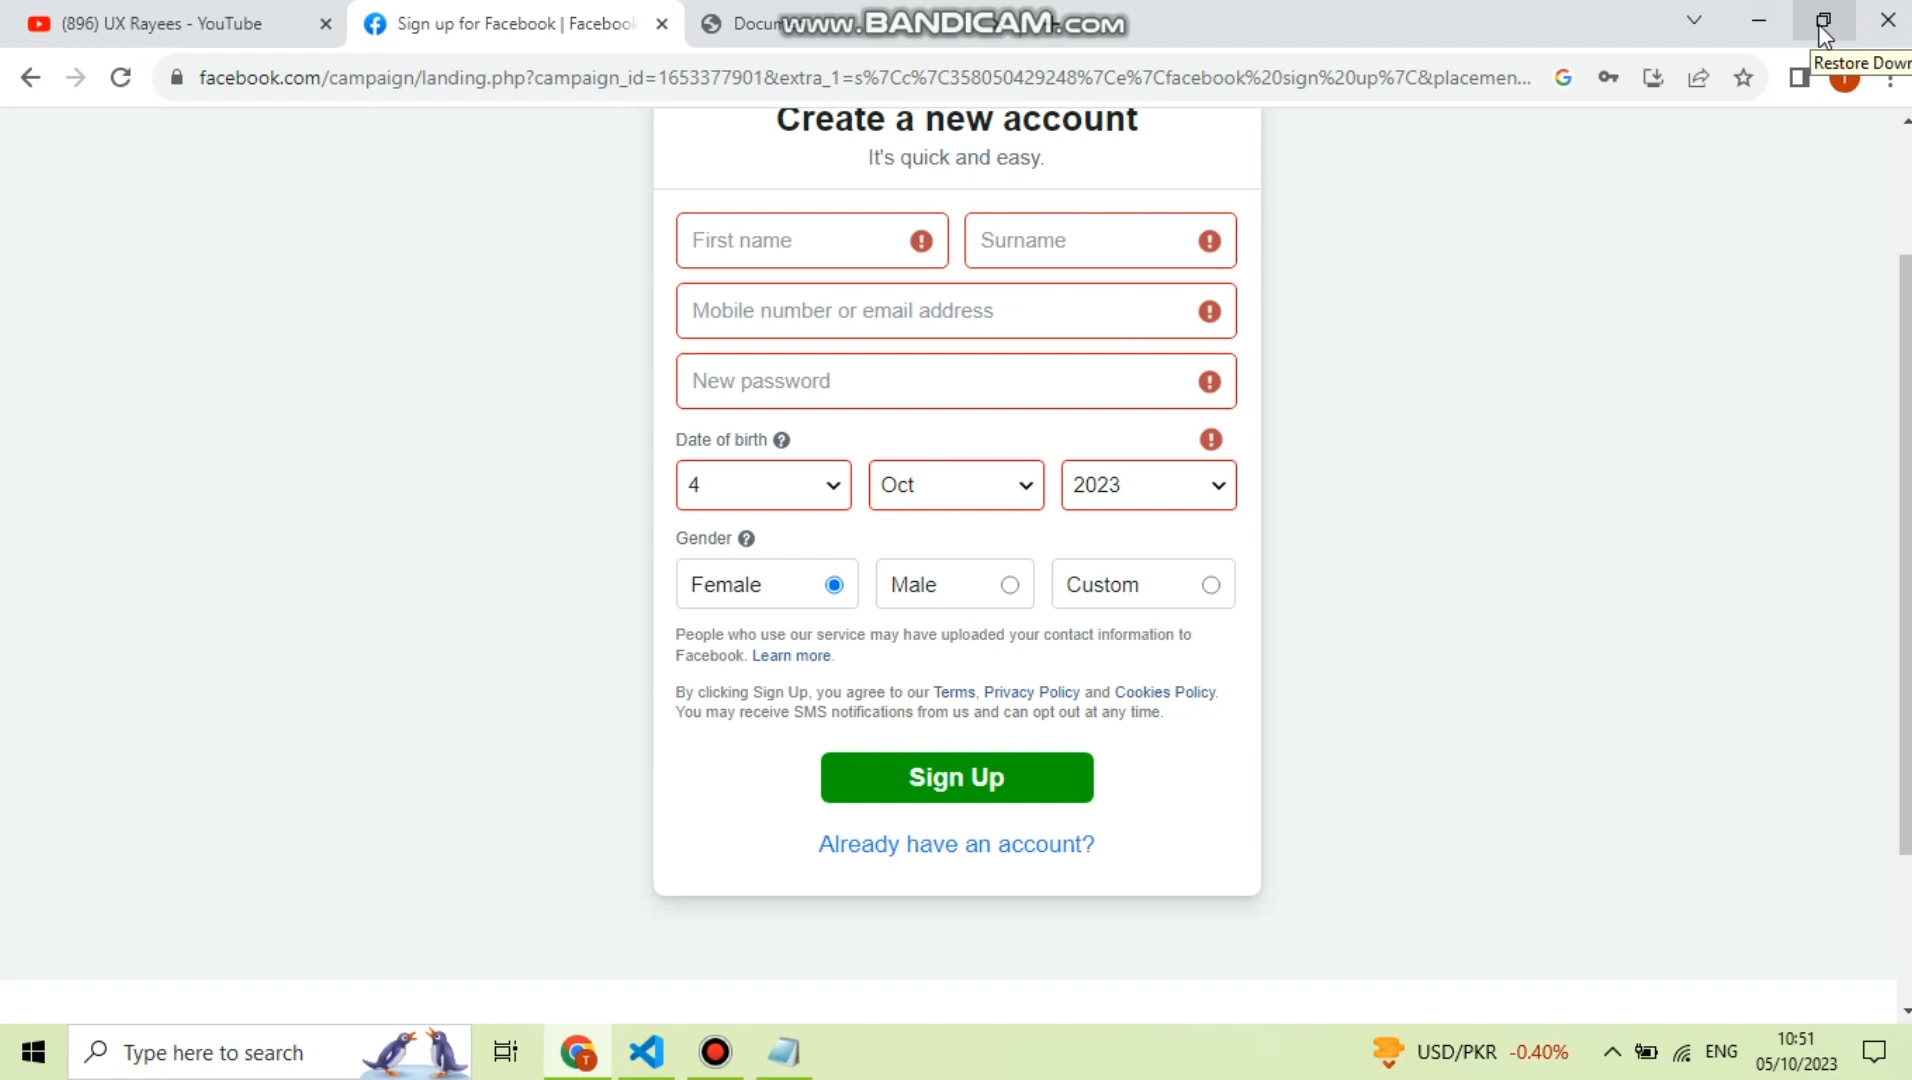 (896) UX Rayees - YouTube
Sign up for Facebook | Facebook
Docum
www.BANDICAM.com
Restore Down
facebook.com/campaign/landing.php?campaign_id=1653377901&extra_1=s%7Cc%7C358050429248%7Ce%7Cfacebook%20sign%20up%7C&placemen...
T
Create a new account
It's quick and easy.
First name
Surname
Mobile number or email address
New password
Date of birth
4
Oct
2023
Gender
Female
Male
Custom
People who use our service may have uploaded your contact information to
Facebook. Learn more.
By clicking Sign Up, you agree to our Terms, Privacy Policy and Cookies Policy.
You may receive SMS notifications from us and can opt out at any time.
Sign Up
Already have an account?
Type here to search
T
USD/PKR -0.40%
ENG
10:51
05/10/2023